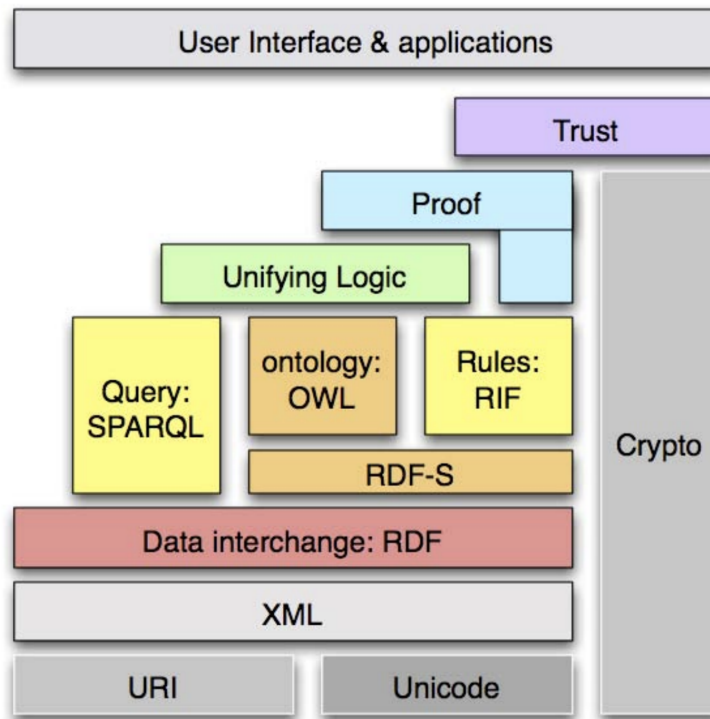 User Interface & applications
Trust
Proof
Unifying Logic
Query:
SPARQL
ontology:
OWL
Rules:
RIF
Crypto
RDF-S
Data interchange: RDF
XML
URI
Unicode